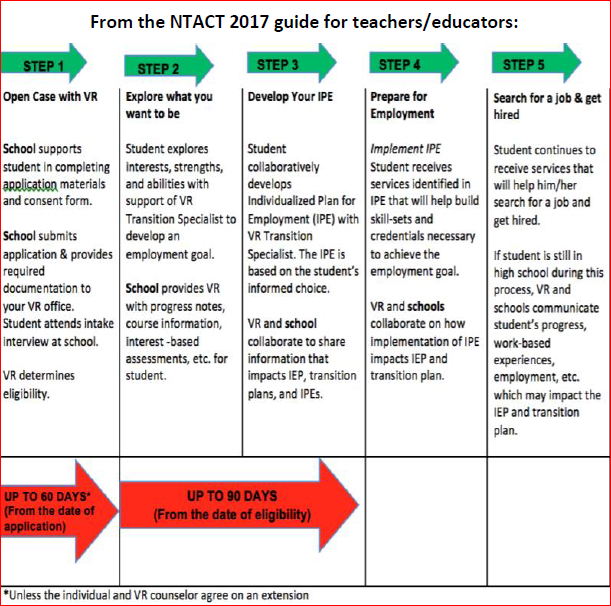 From the NTACT 2017 guide for teachers/educators:
STEP 1
Open Case with VR
School supports
student in completing
application materials
and consent form.
School submits
application & provides
required
documentation to
your VR office.
Student attends intake
interview at school.
VR determines
eligibility.
STEP 2
Explore what you
want to be
Student explores
interests, strengths,
and abilities with
support of VR
Transition Specialist to
develop an
employment goal.
School provides VR
with progress notes,
course information,
interest -based
assessments, etc. for
student.
STEP 3
Develop Your IPE
Student
collaboratively
develops
Individualized Plan for
Employment (IPE) with
VR Transition
Specialist. The IPE is
based on the student's
informed choice.
VR and school
collaborate to share
information that
impacts IEP, transition
plans, and IPEs.
STEP 4
Prepare for
Employment
Implement IPE
Student receives
services identified in
IPE that will help build
skill-sets and
credentials necessary
to achieve the
employment goal.
VR and schools
collaborate on how
implementation of IPE
impacts IEP and
transition plan.
STEP 5
Search for a job & get
hired
Student continues to
receive services that
will help him/her
search for a job and
get hired.
If student is still in
high school during this
process, VR and
schools communicate
student's progress,
work-based
experiences,
employment, etc.
which may impact the
IEP and transition
plan.
UP TO 60 DAYS*
(From the date of
application)
UP TO 90 DAYS
(From the date of eligibility)
*Unless the individual and VR counselor agree on an extension